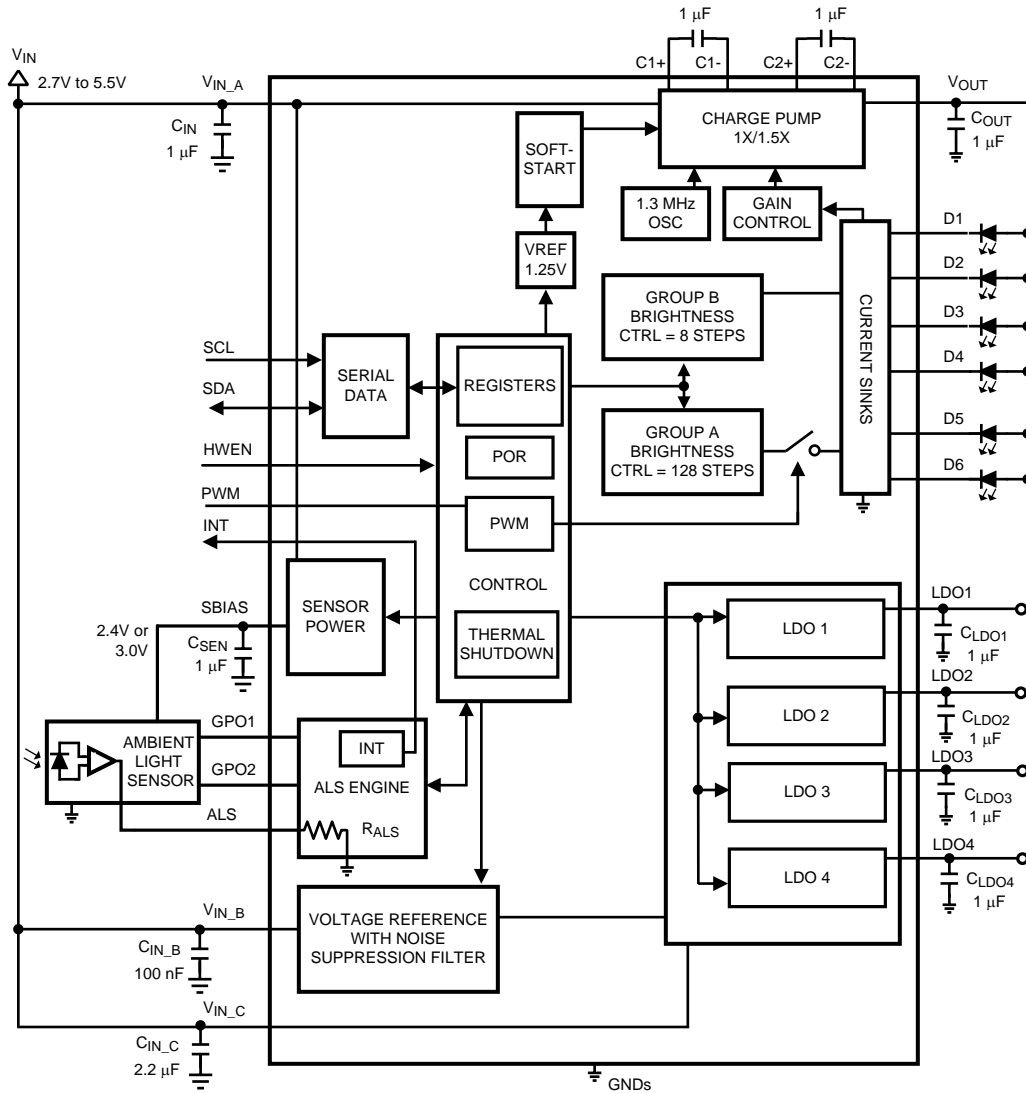 1 μF
1 μF
VIN
2.7V to 5.5V
C1+
C1-
C2+
C2-
VIN_A
VOUT
CIN
1 μF
COUT
1 μF
CHARGE PUMP
1X/1.5X
SOFT-
START
1.3 MHz
OSC
GAIN
CONTROL
VREF
1.25V
D1
D2
D3
D4
D5
D6
CURRENT SINKS
GROUP B
BRIGHTNESS
CTRL = 8 STEPS
GROUP A
BRIGHTNESS
CTRL = 128 STEPS
SCL
SDA
SERIAL
DATA
REGISTERS
HWEN
POR
PWM
PWM
INT
CONTROL
SENSOR
POWER
SBIAS
THERMAL
SHUTDOWN
2.4V or
3.0V
CSEN
1 μF
LDO 1
LDO1
CLDO1
1 μF
LDO 2
LDO2
CLDO2
1 μF
LDO 3
LDO3
CLDO3
1 μF
LDO 4
LDO4
CLDO4
1 μF
GPO1
GPO2
AMBIENT
LIGHT
SENSOR
INT
ALS ENGINE
ALS
RALS
VIN_B
VOLTAGE REFERENCE
WITH NOISE
SUPPRESSION FILTER
CIN_B
100 nF
VIN_C
CIN_C
2.2 μF
GNDs